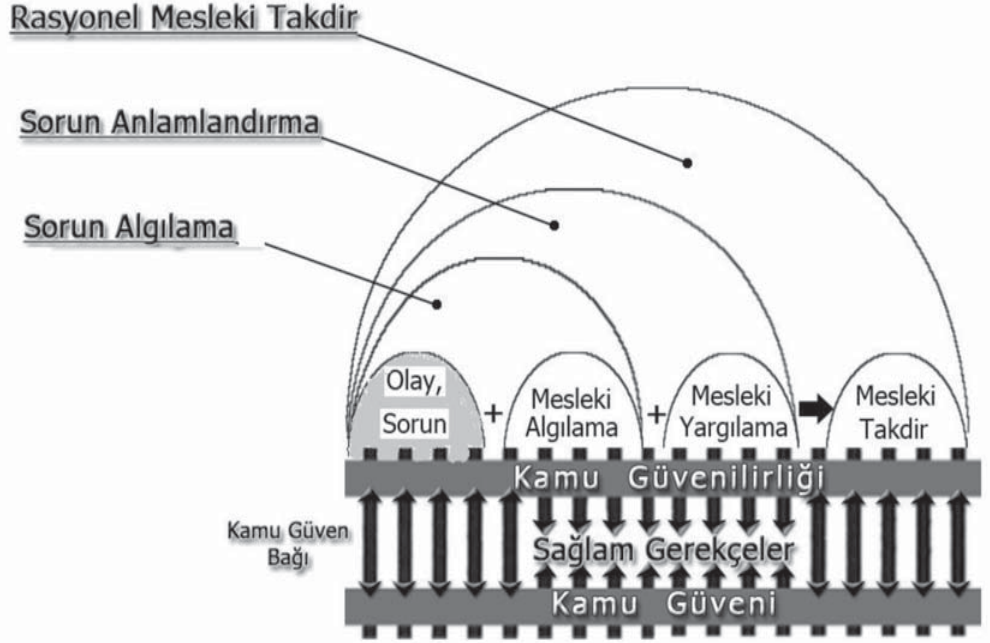 Rasyonel Mesleki Takdir
Sorun Anlamlandırma
Sorun Algılama
Olay,
Sorun
+
Mesleki
Algılama
+
Mesleki
Yargılama
Mesleki
Takdir
Kamu Güvenilirliği
Kamu Güven
Bağı
Sağlam Gerekçeler
Kamu Güveni